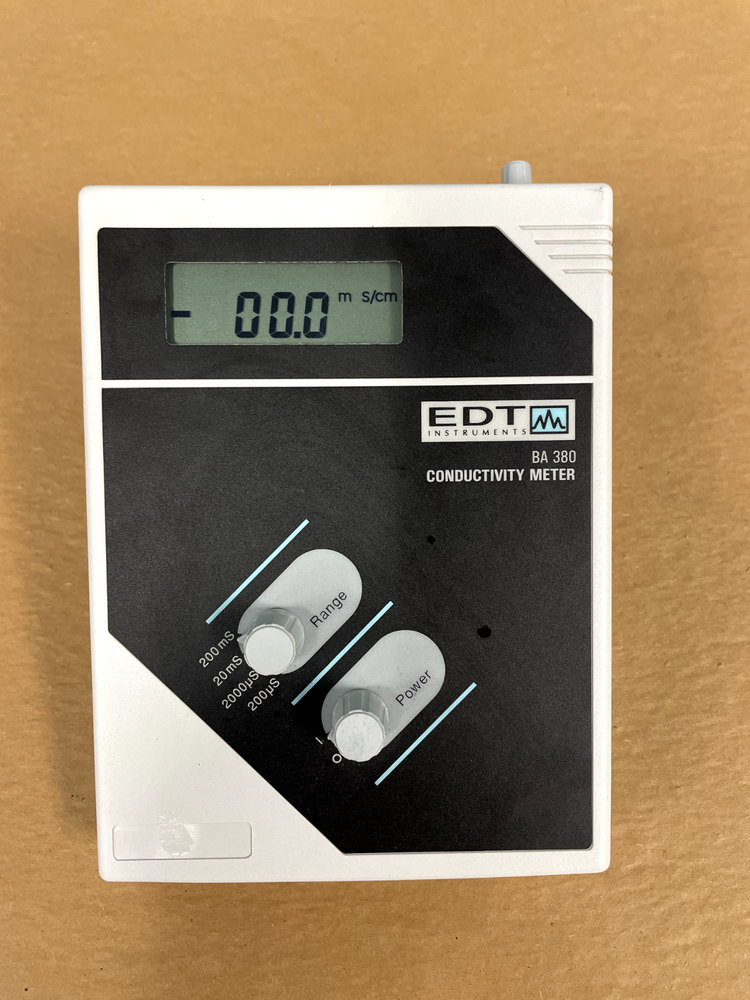 - 00.0 m S/cm
EDT
INSTRUMENTS
BA 380
CONDUCTIVITY METER
Range
200mS
20mS
2000µS
200µS
Power
I
O